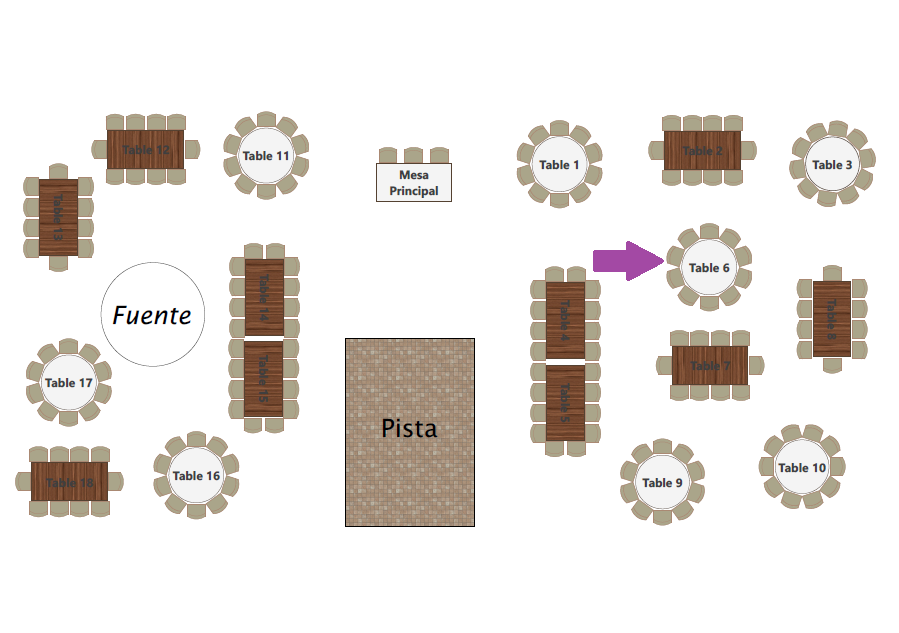 Table 12
Table 11
Mesa
Principal
Table 1
Table 2
Table 3
Table 13
Fuente
Table 14
Table 6
Table 4
Table 8
Table 15
Table 7
Table 17
Pista
Table 5
Table 18
Table 16
Table 9
Table 10